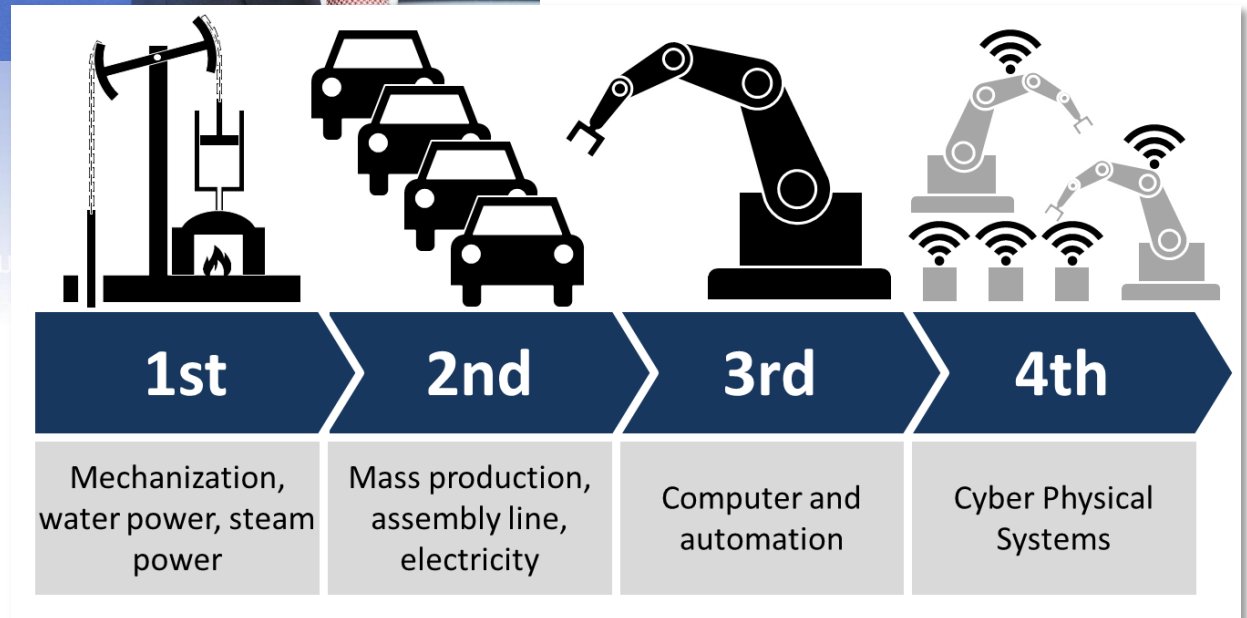 1st
2nd
3rd
4th
Mechanization,
water power, steam
power
Mass production,
assembly line,
electricity
Computer and
automation
Cyber Physical
Systems